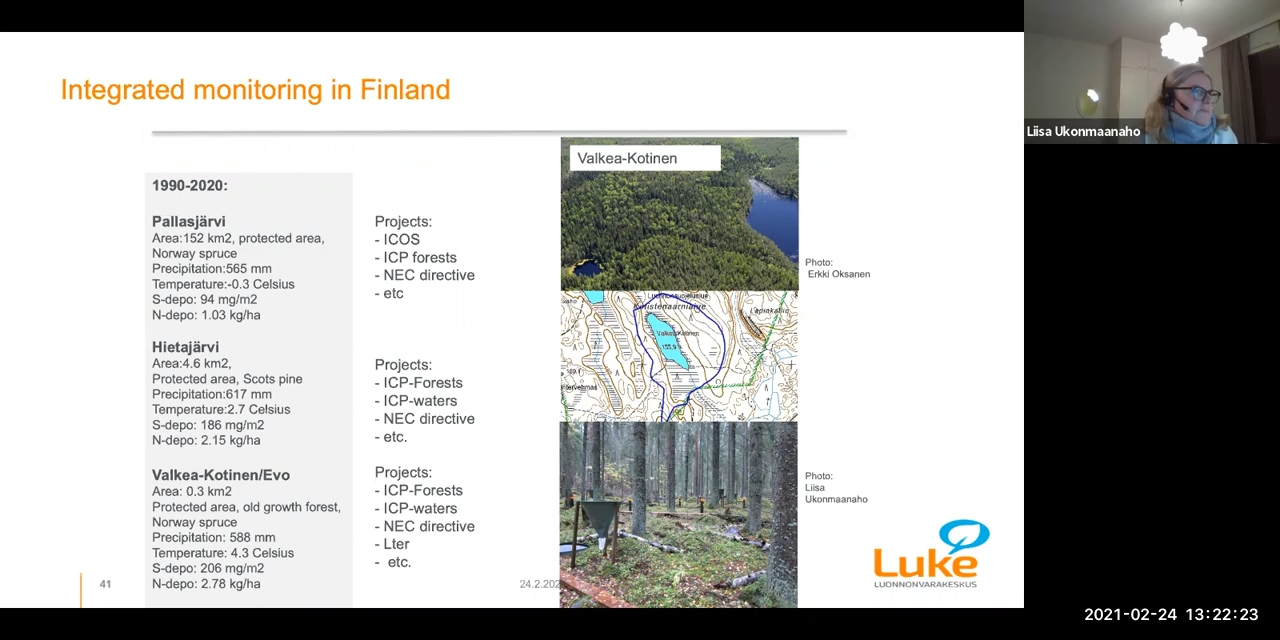 Integrated monitoring in Finland
1990-2020:
Pallasjärvi
Area:152 km2, protected area,
Norway spruce
Precipitation:565 mm
Temperature:-0.3 Celsius
S-depo: 94 mg/m2
N-depo: 1.03 kg/ha
Hietajärvi
Area:4.6 km2,
Protected area, Scots pine
Precipitation:617 mm
Temperature:2.7 Celsius
S-depo: 186 mg/m2
N-depo: 2.15 kg/ha
Valkea-Kotinen/Evo
Area: 0.3 km2
Protected area, old growth forest,
Norway spruce
Precipitation: 588 mm
Temperature: 4.3 Celsius
S-depo: 206 mg/m2
N-depo: 2.78 kg/ha
Projects:
- ICOS
- ICP forests
- NEC directive
- etc
Projects:
- ICP-Forests
- ICP-waters
- NEC directive
- etc.
Projects:
- ICP-Forests
- ICP-waters
- NEC directive
- Lter
- etc.
Valkea-Kotinen
Photo:
Erkki Oksanen
Photo:
Liisa
Ukonmaanaho
41
24.2.202
Luke
LUONNONVARAKESKUS
Liisa Ukonmaanaho
2021-02-24 13:22:23